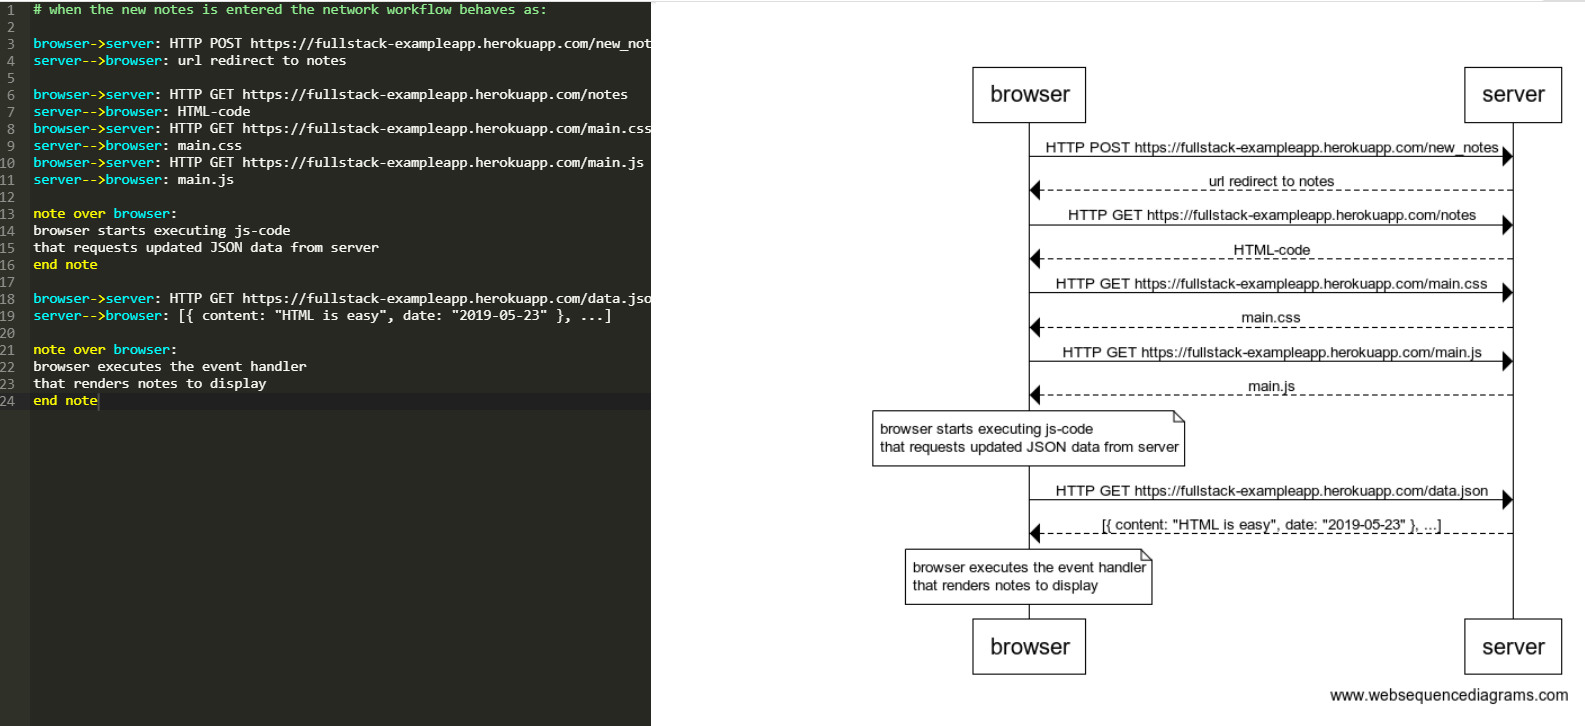 1 # when the new notes is entered the network workflow behaves as:
2
3 browser->server: HTTP POST https://fullstack-exampleapp.herokuapp.com/new_not
4 server-->browser: url redirect to notes
5
6 browser->server: HTTP GET https://fullstack-exampleapp.herokuapp.com/notes
7 server-->browser: HTML-code
8 browser->server: HTTP GET https://fullstack-exampleapp.herokuapp.com/main.css
9 server-->browser: main.css
10 browser->server: HTTP GET https://fullstack-exampleapp.herokuapp.com/main.js
11 server-->browser: main.js
12
13 note over browser:
14 browser starts executing js-code
15 that requests updated JSON data from server
16 end note
17
18 browser->server: HTTP GET https://fullstack-exampleapp.herokuapp.com/data.jso
19 server-->browser: [{ content: "HTML is easy", date: "2019-05-23" }, ...]
20
21 note over browser:
22 browser executes the event handler
23 that renders notes to display
24 end note
browser server
HTTP POST https://fullstack-exampleapp.herokuapp.com/new_notes
url redirect to notes
HTTP GET https://fullstack-exampleapp.herokuapp.com/notes
HTML-code
HTTP GET https://fullstack-exampleapp.herokuapp.com/main.css
main.css
HTTP GET https://fullstack-exampleapp.herokuapp.com/main.js
main.js
browser starts executing js-code
that requests updated JSON data from server
HTTP GET https://fullstack-exampleapp.herokuapp.com/data.json
[{ content: "HTML is easy", date: "2019-05-23" }, ...]
browser executes the event handler
that renders notes to display
browser server
www.websequencediagrams.com